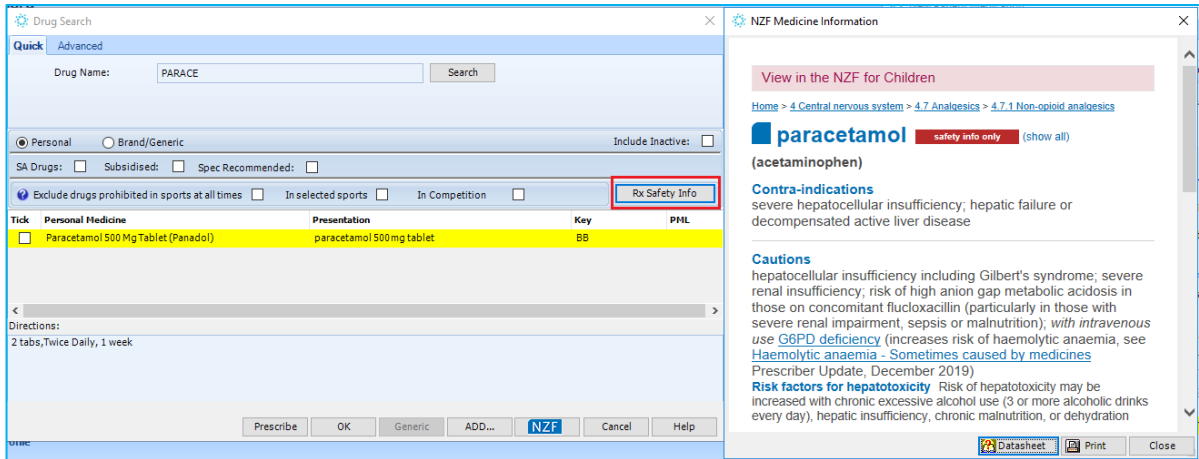 Drug Search
Quick Advanced
Drug Name: PARACE Search
Personal Brand/Generic Include Inactive:
SA Drugs: Subsidised: Spec Recommended:
Exclude drugs prohibited in sports at all times In selected sports In Competition Rx Safety Info
Tick Personal Medicine Presentation Key PML
Paracetamol 500 Mg Tablet (Panadol) paracetamol 500 mg tablet BB
Directions:
2 tabs,Twice Daily, 1 week
Prescribe OK Generic ADD... NZF Cancel Help
NZF Medicine Information
View in the NZF for Children
Home > 4 Central nervous system > 4.7 Analgesics > 4.7.1 Non-opioid analgesics
paracetamol safety info only (show all)
(acetaminophen)
Contra-indications
severe hepatocellular insufficiency; hepatic failure or
decompensated active liver disease
Cautions
hepatocellular insufficiency including Gilbert's syndrome; severe
renal insufficiency; risk of high anion gap metabolic acidosis in
those on concomitant flucloxacillin (particularly in those with
severe renal impairment, sepsis or malnutrition); with intravenous
use G6PD deficiency (increases risk of haemolytic anaemia, see
Haemolytic anaemia - Sometimes caused by medicines
Prescriber Update, December 2019)
Risk factors for hepatotoxicity Risk of hepatotoxicity may be
increased with chronic excessive alcohol use (3 or more alcoholic drinks
every day), hepatic insufficiency, chronic malnutrition, or dehydration
Datasheet Print Close